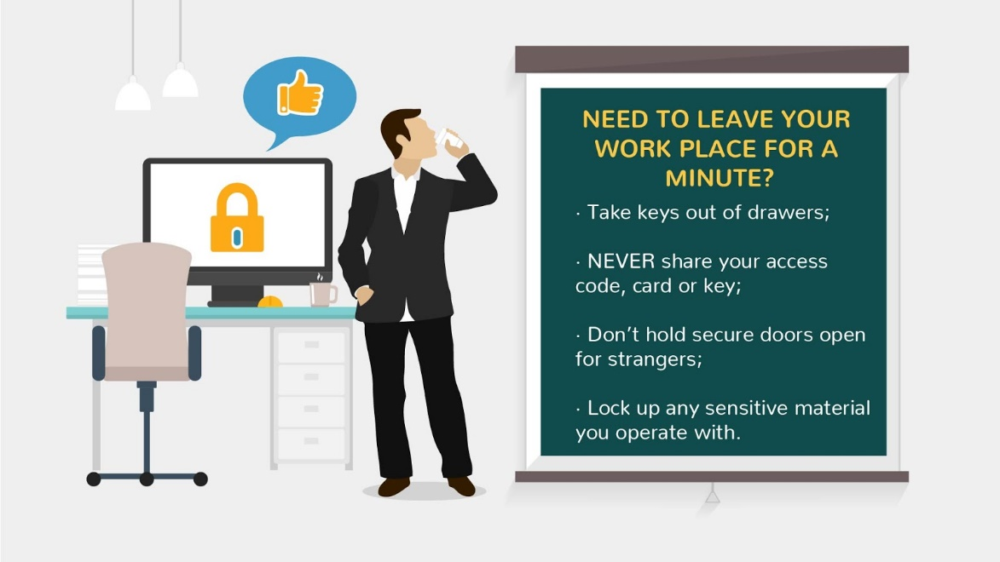 NEED TO LEAVE YOUR
WORK PLACE FOR A
MINUTE?
· Take keys out of drawers;
· NEVER share your access
code, card or key;
· Don’t hold secure doors open
for strangers;
· Lock up any sensitive material
you operate with.